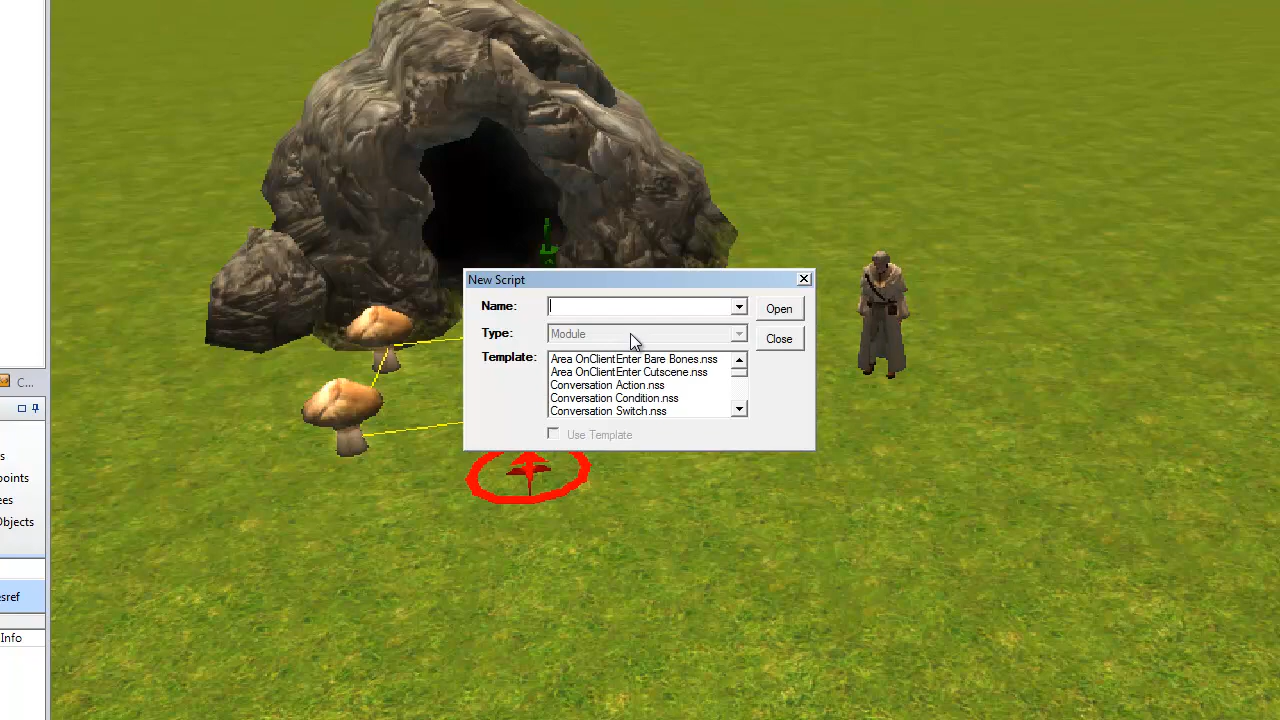 New Script
Name:
Open
Type:
Module
Close
Template:
Area OnClientEnter Bare Bones.nss
Area OnClientEnter Cutscene.nss
Conversation Action.nss
Conversation Condition.nss
Conversation Switch.nss
Use Template
C...
s
points
ees
Objects
esref
Info